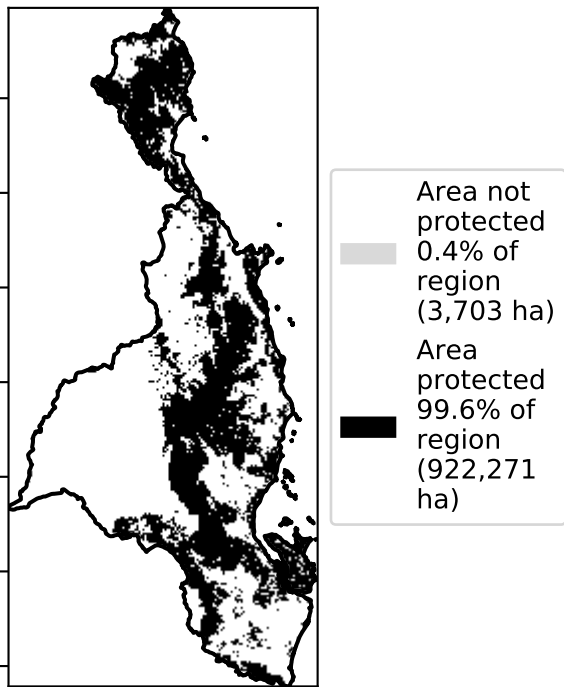 Area not
protected
0.4% of
region
(3,703 ha)
Area
protected
99.6% of
region
(922,271
ha)